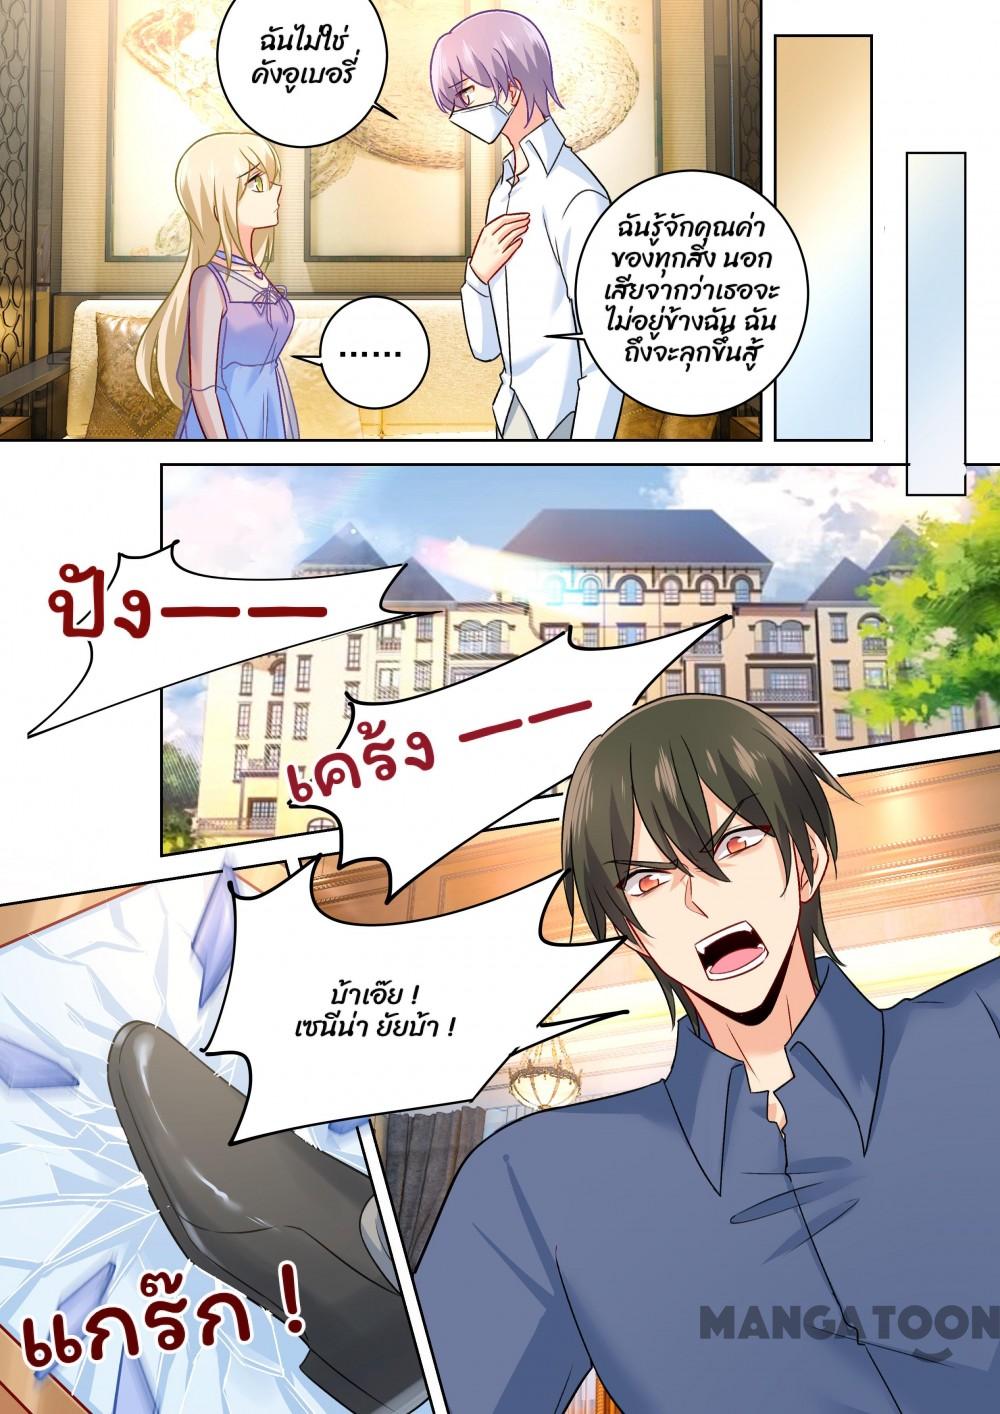 ฉันไม่ใช่
คังอูเบอรี่
ฉันรู้จักคุณค่า
ของทุกสิ่ง นอก
เสียจากว่าเธอจะ
ไม่อยู่ข้างฉัน ฉัน
ถึงจะลุกขึ้นสู้
......
ปัง——
เคร้ง ——
บ้าเอ๊ย !
เซนีน่า ยัยบ้า !
แกร๊ก !
MANGATOON